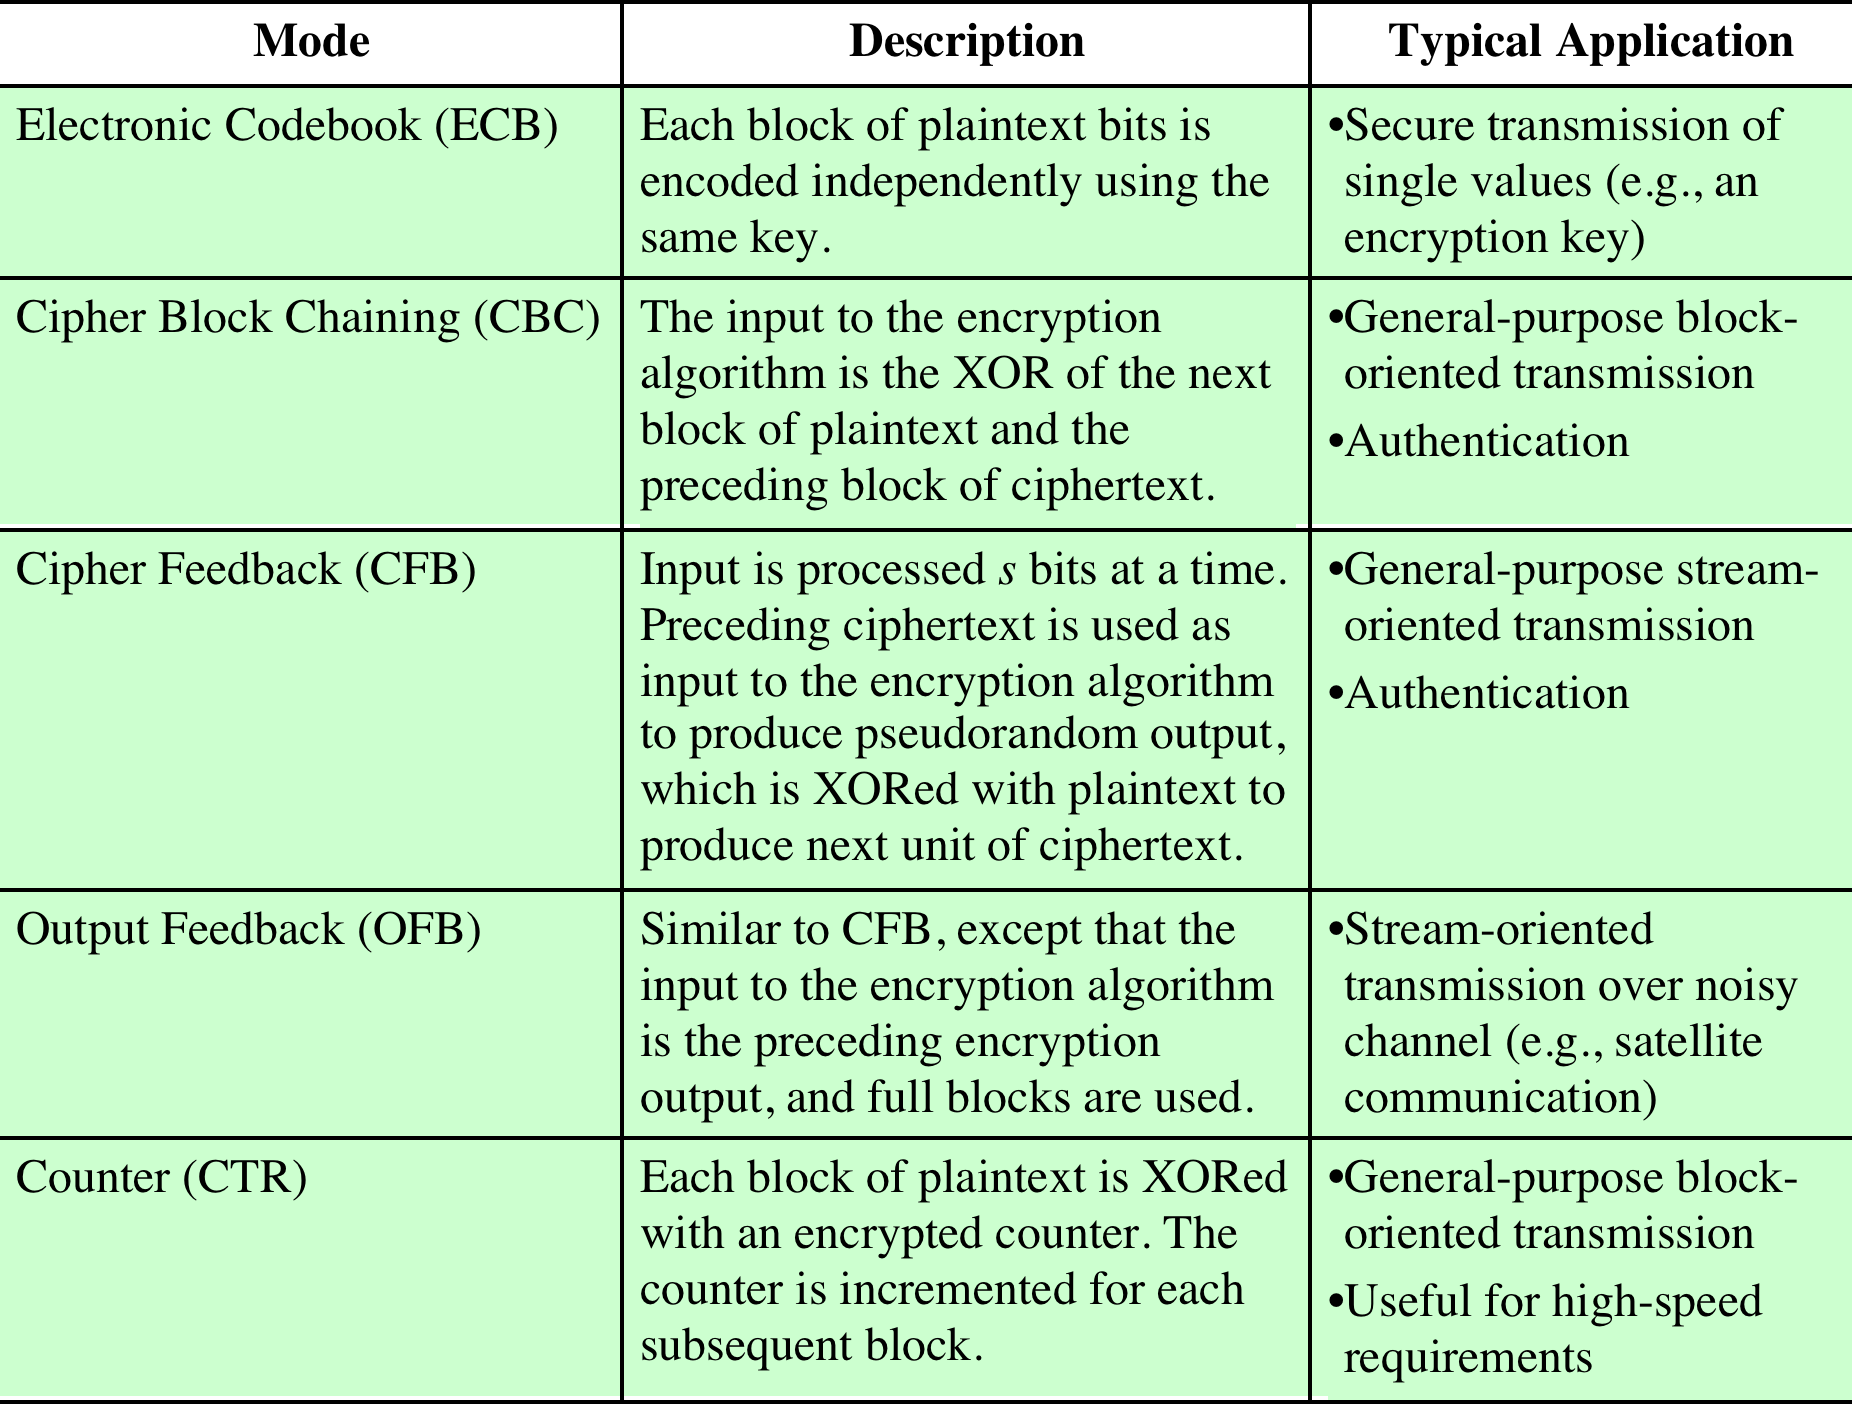 Mode
Description
Typical Application
Electronic Codebook (ECB)
Each block of plaintext bits is
encoded independently using the
same key.
•Secure transmission of
single values (e.g., an
encryption key)
Cipher Block Chaining (CBC)
The input to the encryption
algorithm is the XOR of the next
block of plaintext and the
preceding block of ciphertext.
•General-purpose block-
oriented transmission
•Authentication
Cipher Feedback (CFB)
Input is processed s bits at a time.
Preceding ciphertext is used as
input to the encryption algorithm
to produce pseudorandom output,
which is XORed with plaintext to
produce next unit of ciphertext.
•General-purpose stream-
oriented transmission
•Authentication
Output Feedback (OFB)
Similar to CFB, except that the
input to the encryption algorithm
is the preceding encryption
output, and full blocks are used.
•Stream-oriented
transmission over noisy
channel (e.g., satellite
communication)
Counter (CTR)
Each block of plaintext is XORed
with an encrypted counter. The
counter is incremented for each
subsequent block.
•General-purpose block-
oriented transmission
•Useful for high-speed
requirements